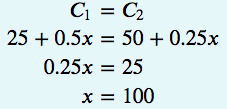 C₁ = C₂
25 + 0.5x = 50 + 0.25x
0.25x = 25
x = 100